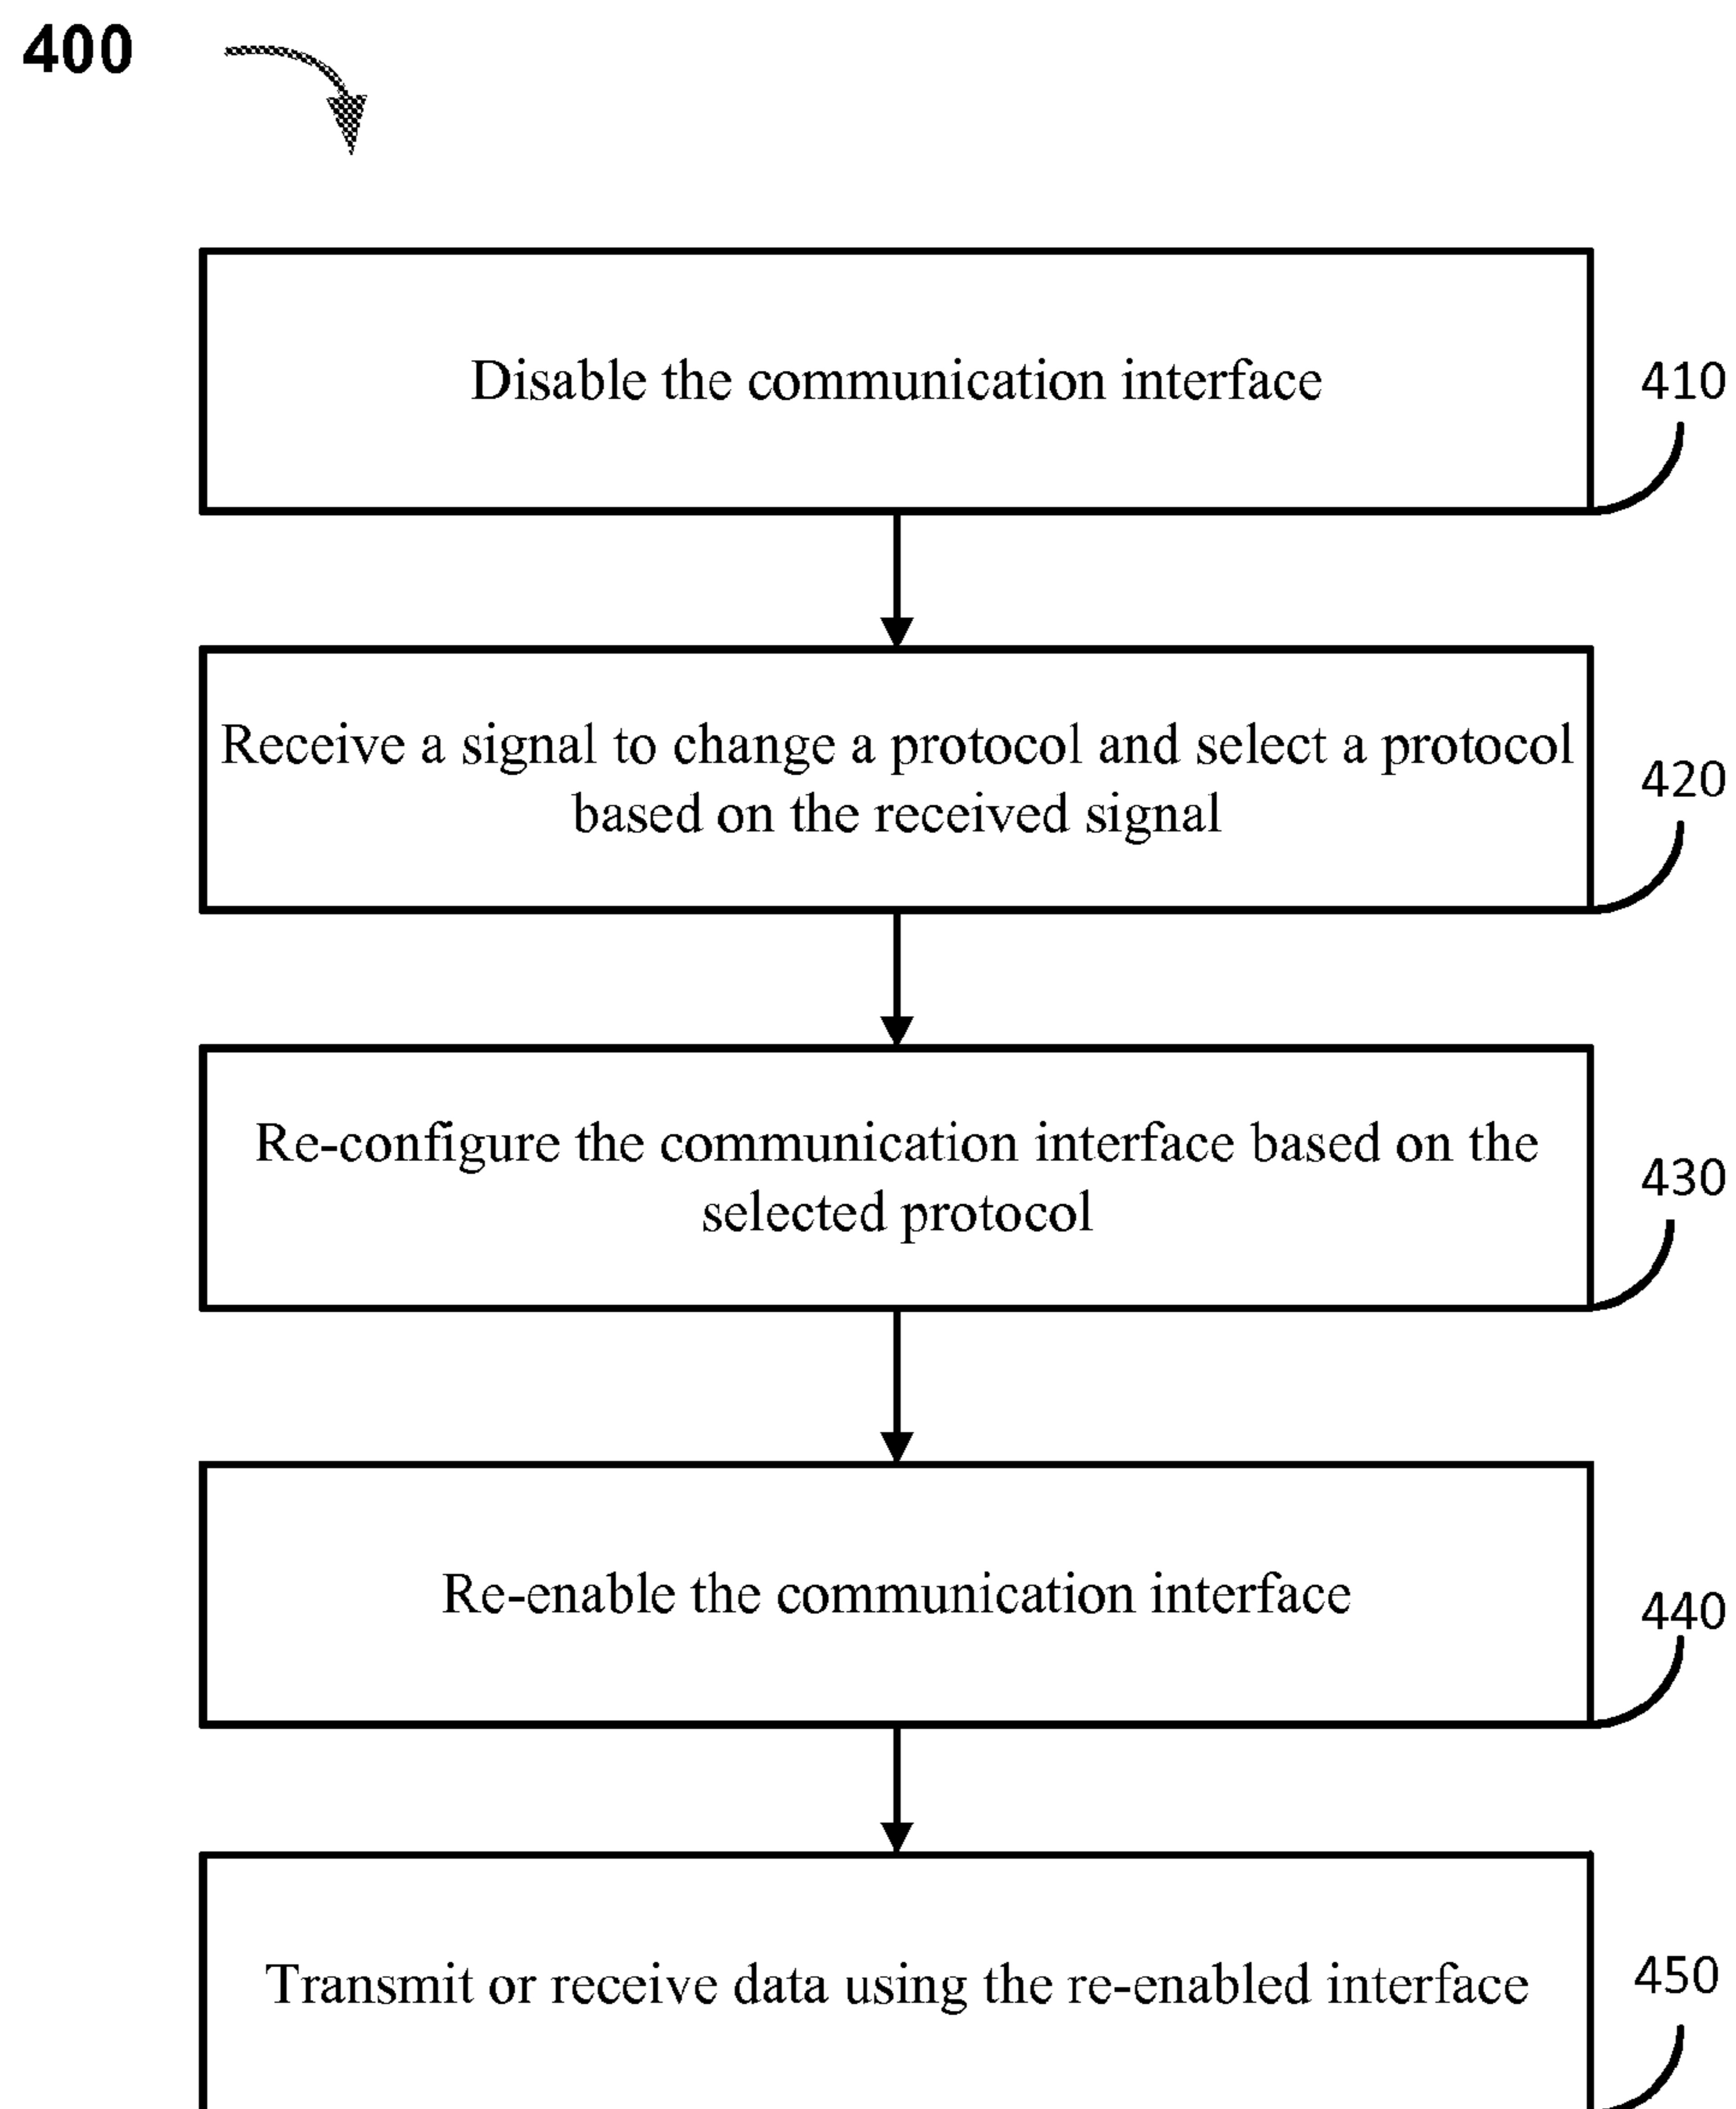 400
Disable the communication interface
410
Receive a signal to change a protocol and select a protocol
based on the received signal
420
Re-configure the communication interface based on the
selected protocol
430
Re-enable the communication interface
440
Transmit or receive data using the re-enabled interface
450